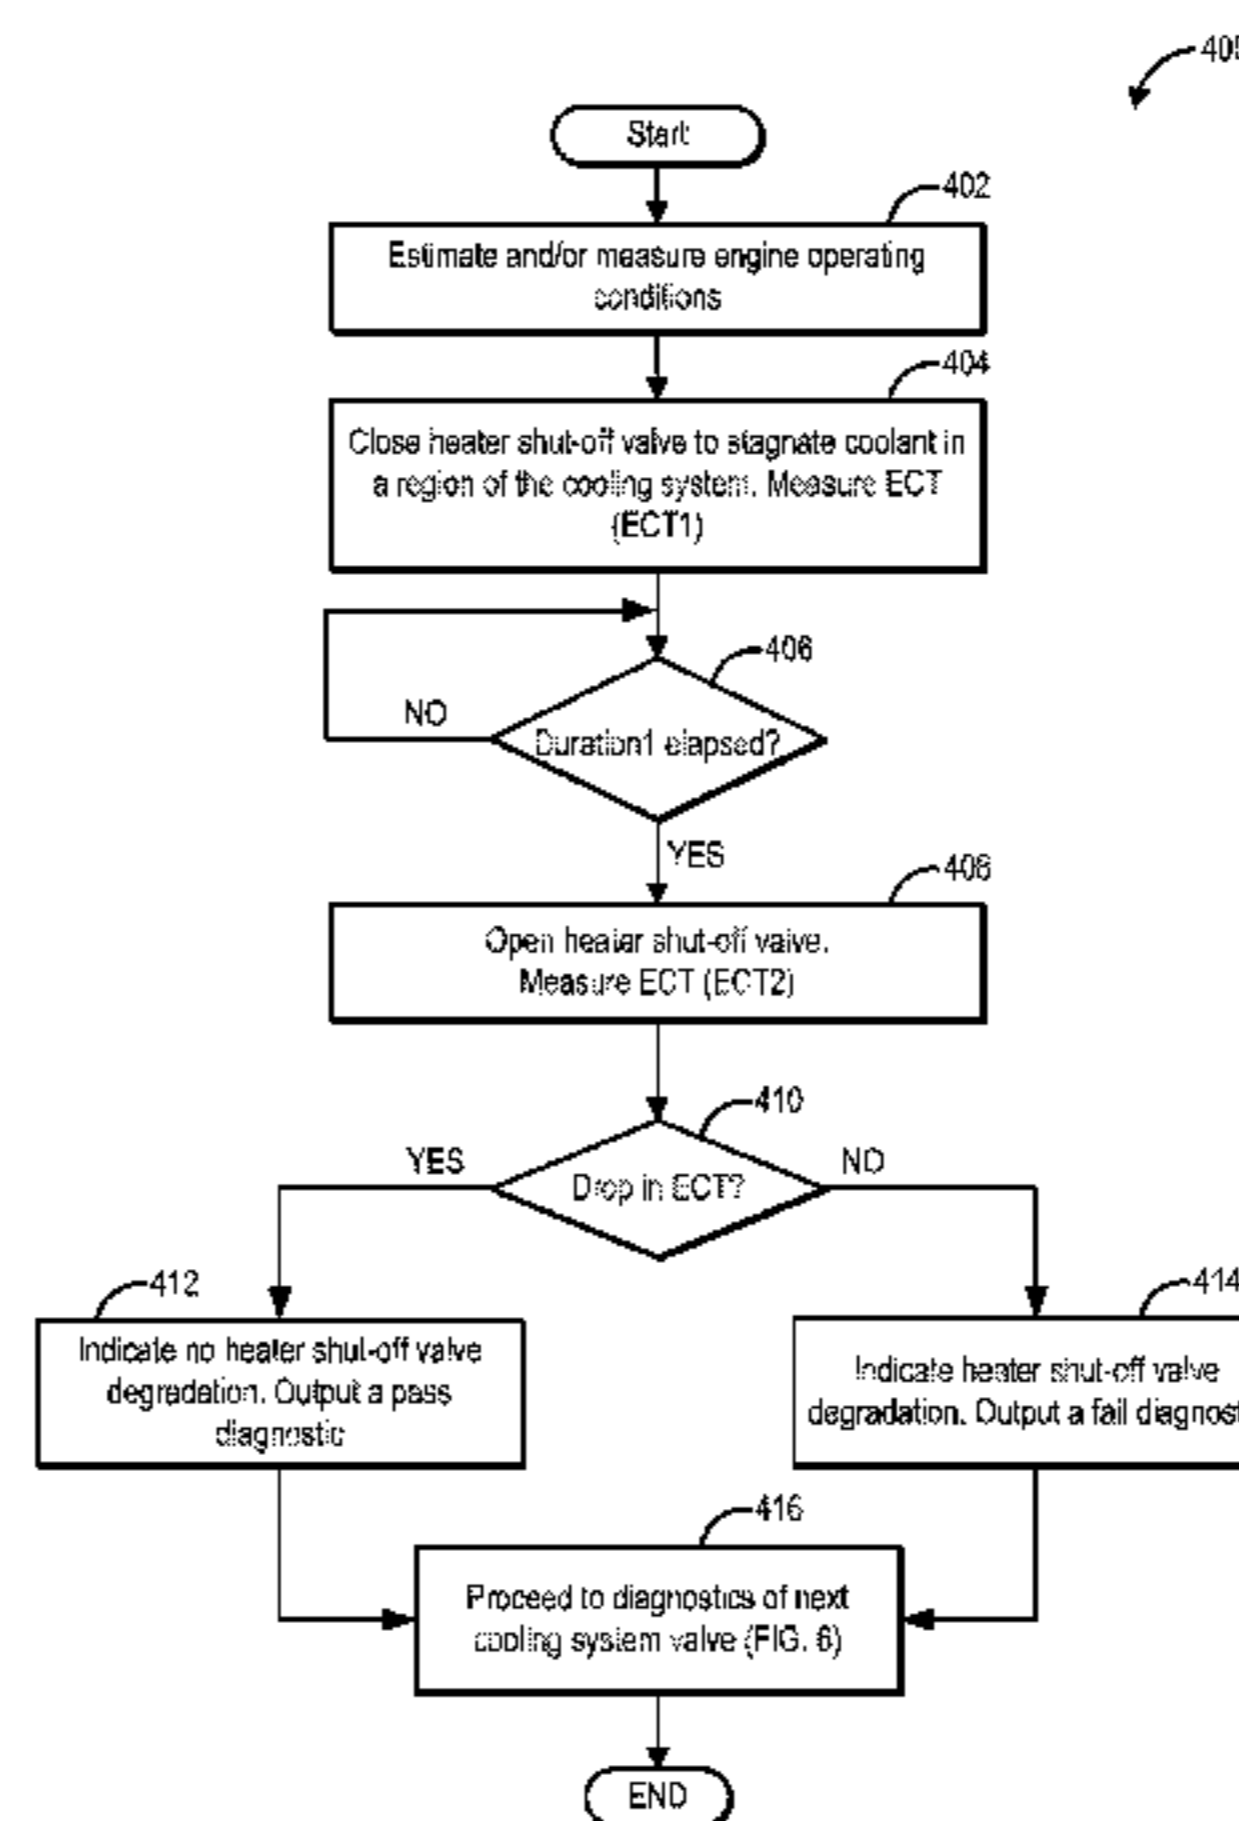 Start
402
Estimate and/or measure engine operating
conditions
404
Close heater shut-off valve to stagnate coolant in
a region of the cooling system. Measure ECT
(ECT1)
406
NO
Duration1 elapsed?
YES
408
Open heater shut-off valve.
Measure ECT (ECT2)
410
YES
NO
Drop in ECT?
412
414
Indicate no heater shut-off valve
degradation. Output a pass
diagnostic
Indicate heater shut-off valve
degradation. Output a fail
416
Proceed to diagnostics of next
cooling system valve (FIG. 6)
END